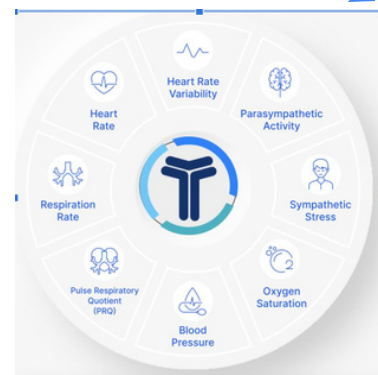 Heart Rate
Variability
Parasympathetic
Activity
Sympathetic
Stress
O2
Oxygen
Saturation
Blood
Pressure
Pulse Respiratory
Quotient
(PRQ)
Respiration
Rate
Heart
Rate